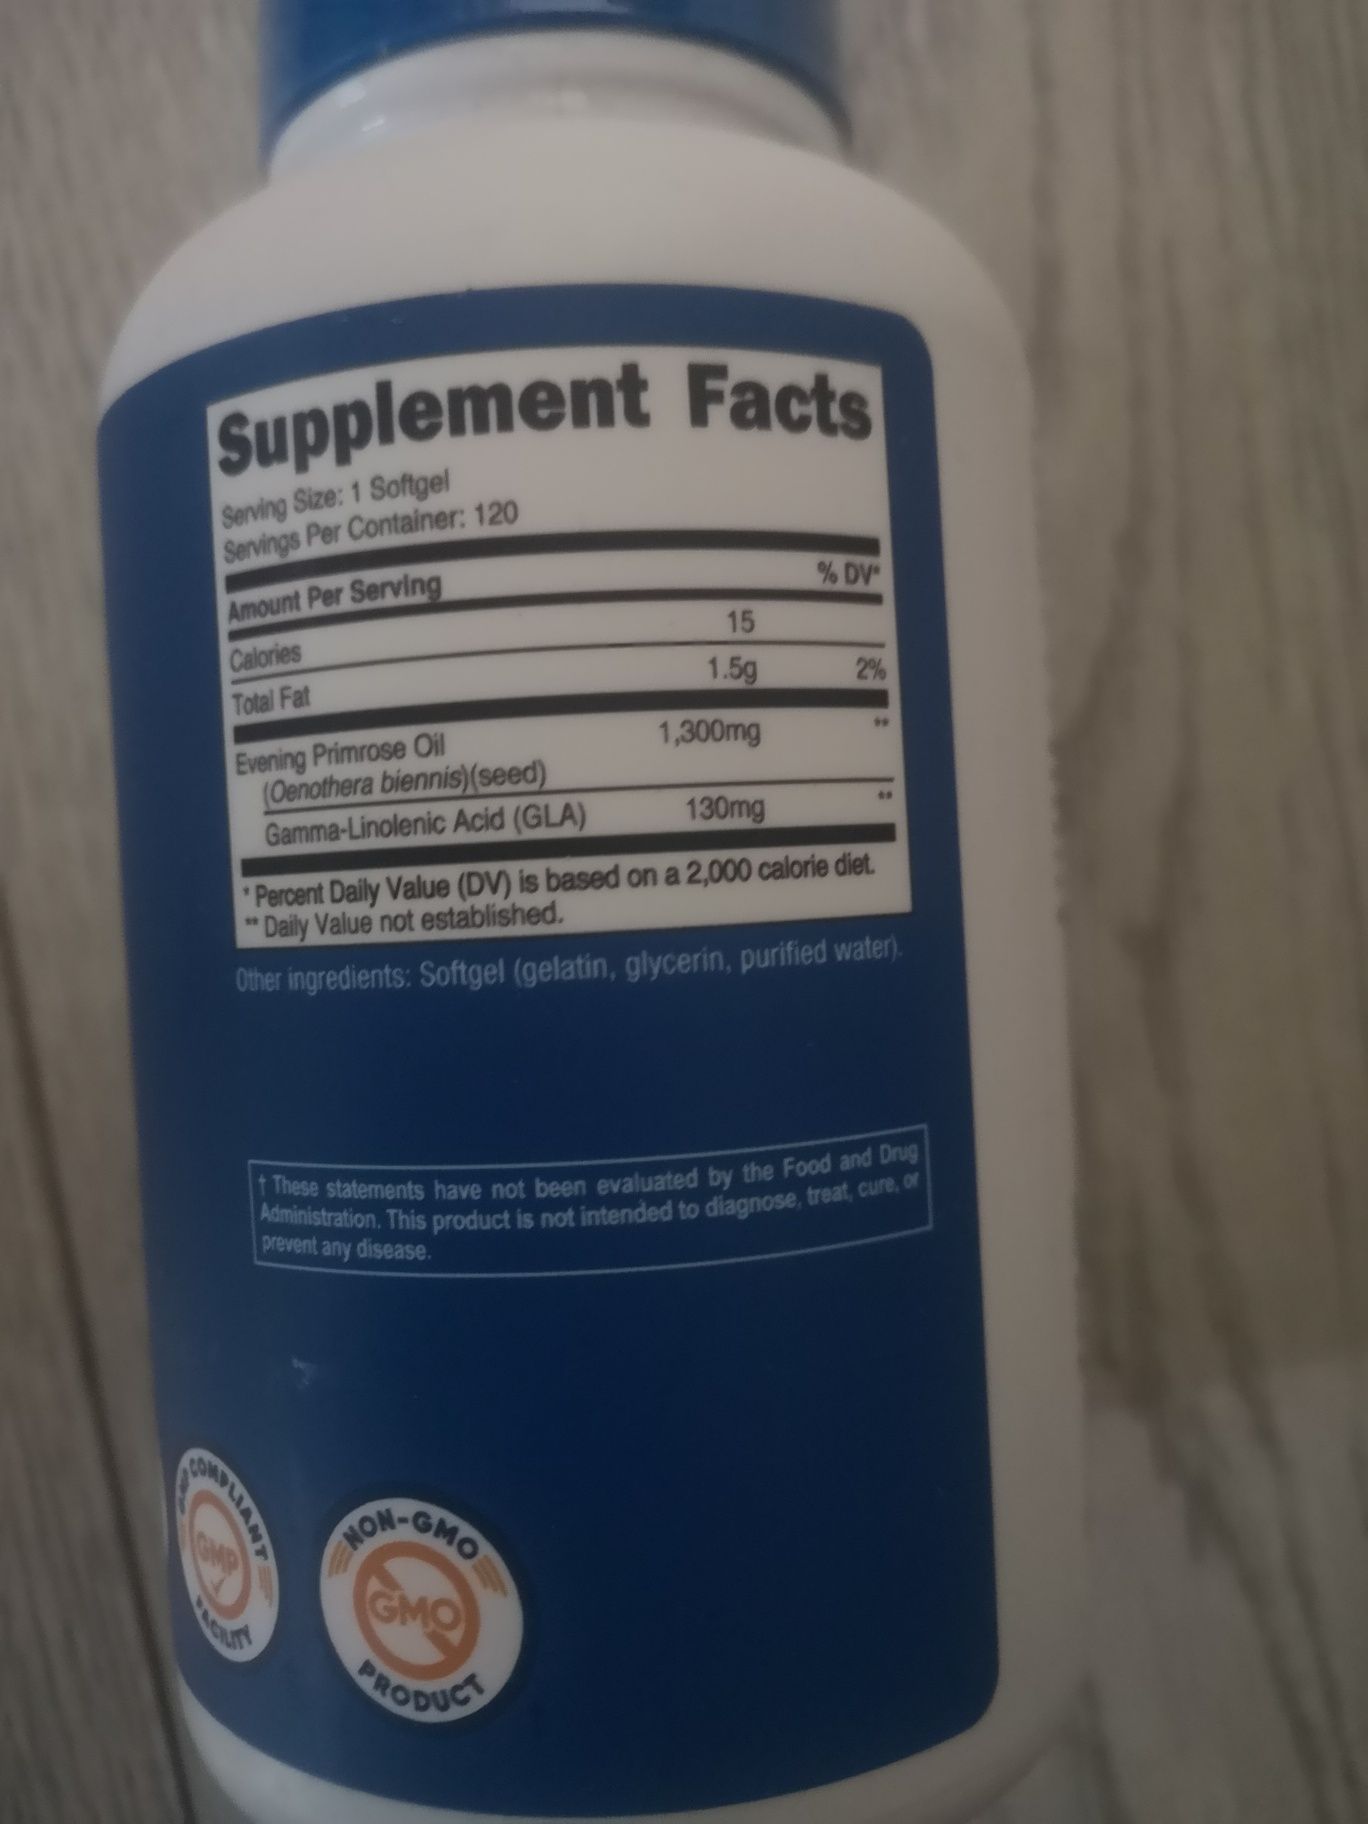 Supplement Facts
Serving Size: 1 Softgel
Servings Per Container: 120
Amount Per Serving % DV*
Calories 15
Total Fat 1.5g 2%
Evening Primrose Oil 1,300mg **
(Oenothera biennis)(seed)
Gamma-Linolenic Acid (GLA) 130mg **
* Percent Daily Value (DV) is based on a 2,000 calorie diet.
** Daily Value not established.
Other ingredients: Softgel (gelatin, glycerin, purified water).
† These statements have not been evaluated by the Food and Drug
Administration. This product is not intended to diagnose, treat, cure, or
prevent any disease.
GMP COMPLIANT
GMP
FACILITY
NON-GMO
GMO
PRODUCT